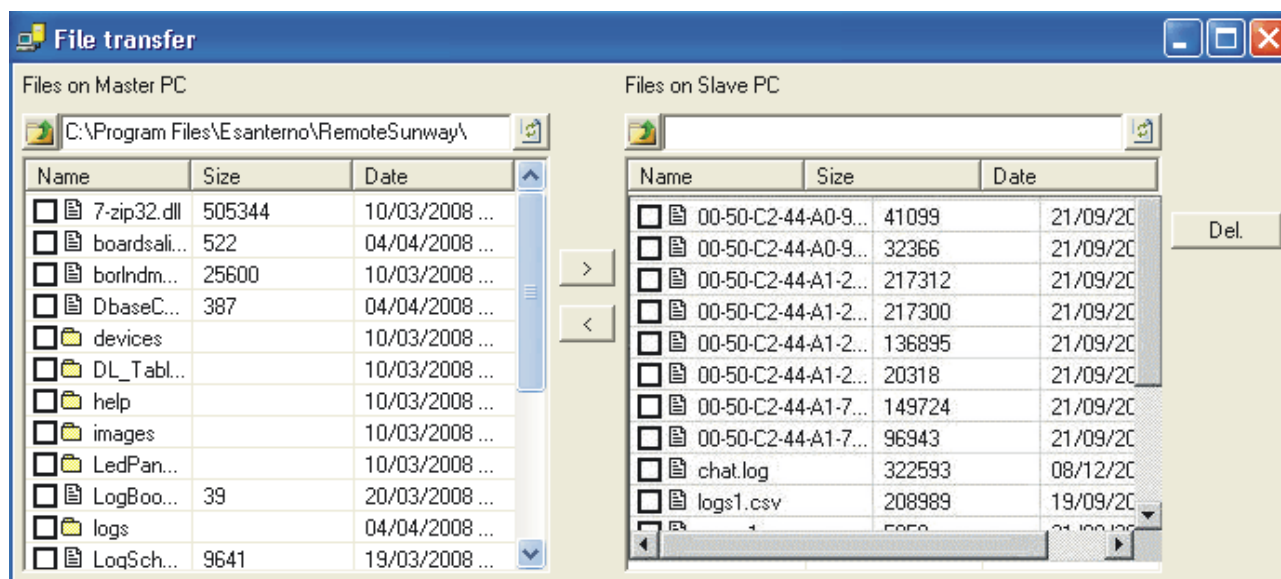 File transfer
Files on Master PC
Files on Slave PC
C:\Program Files\Esanterno\RemoteSunway\
Name Size Date
Name Size Date
7-zip32.dll 505344 10/03/2008 ...
boardsali... 522 04/04/2008 ...
borlndm... 25600 10/03/2008 ...
DbaseC... 387 04/04/2008 ...
devices 10/03/2008 ...
DL_Tabl... 10/03/2008 ...
help 10/03/2008 ...
images 10/03/2008 ...
LedPan... 10/03/2008 ...
LogBoo... 39 20/03/2008 ...
logs 04/04/2008 ...
LogSch... 9641 19/03/2008 ...
>
<
00-50-C2-44-A0-9... 41099 21/09/20
00-50-C2-44-A0-9... 32366 21/09/20
00-50-C2-44-A1-2... 217312 21/09/20
00-50-C2-44-A1-2... 217300 21/09/20
00-50-C2-44-A1-2... 136895 21/09/20
00-50-C2-44-A1-2... 20318 21/09/20
00-50-C2-44-A1-7... 149724 21/09/20
00-50-C2-44-A1-7... 96943 21/09/20
chat.log 322593 08/12/20
logs1.csv 208989 19/09/20
Del.